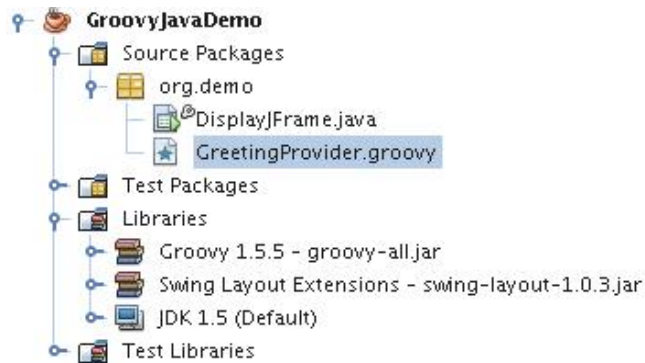 GroovyJavaDemo
Source Packages
org.demo
DisplayJFrame.java
GreetingProvider.groovy
Test Packages
Libraries
Groovy 1.5.5 - groovy-all.jar
Swing Layout Extensions - swing-layout-1.0.3.jar
JDK 1.5 (Default)
Test Libraries